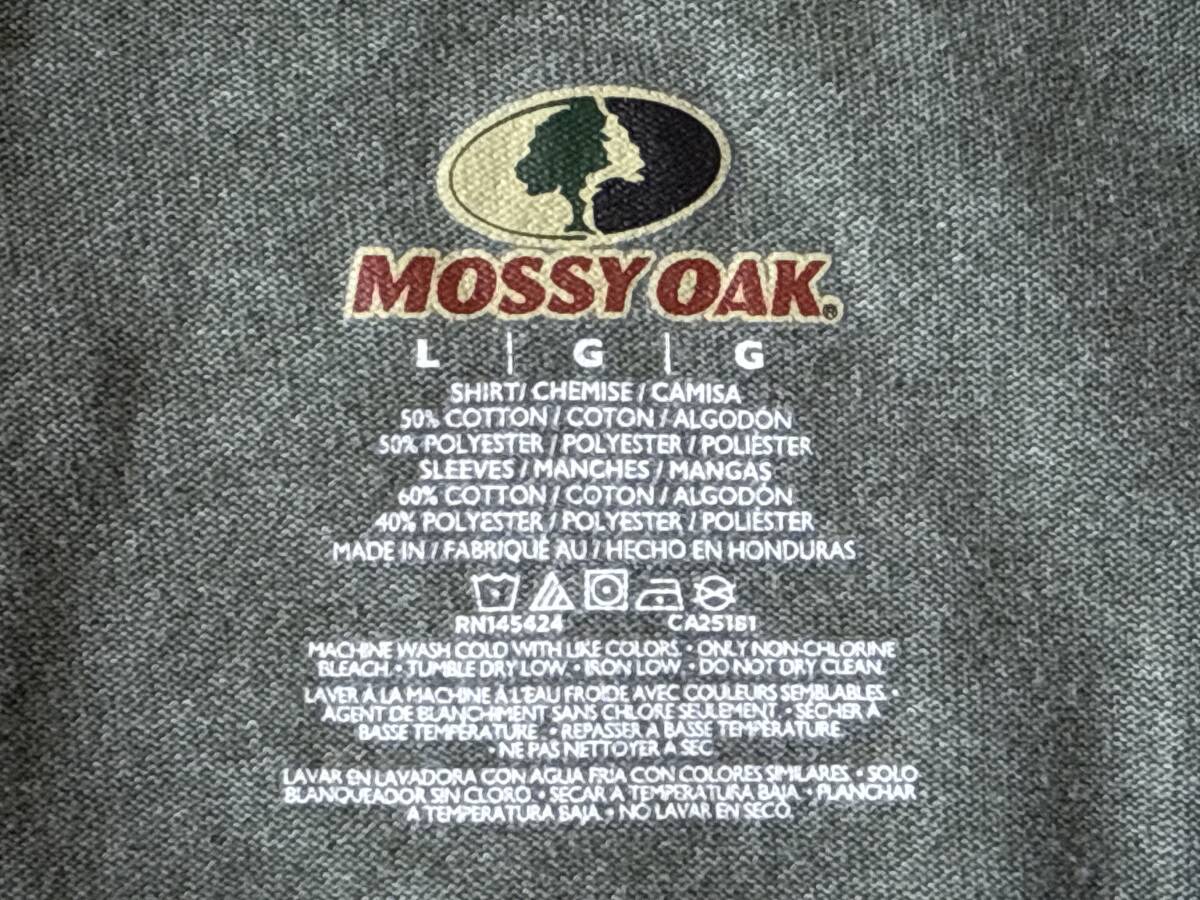 MOSSY OAK®
L | G | G
SHIRT/ CHEMISE / CAMISA
50% COTTON / COTON / ALGODÓN
50% POLYESTER / POLYESTER / POLIÉSTER
SLEEVES / MANCHES / MANGAS
60% COTTON / COTON / ALGODÓN
40% POLYESTER / POLYESTER / POLIÉSTER
MADE IN / FABRIQUÉ AU / HECHO EN HONDURAS
RN145424 CA25181
MACHINE WASH COLD WITH LIKE COLORS. • ONLY NON-CHLORINE
BLEACH. • TUMBLE DRY LOW. • IRON LOW. • DO NOT DRY CLEAN.
LAVER À LA MACHINE À L'EAU FROIDE AVEC COULEURS SEMBLABLES. •
AGENT DE BLANCHIMENT SANS CHLORE SEULEMENT. • SÉCHER À
BASSE TEMPÉRATURE. • REPASSER À BASSE TEMPÉRATURE.
• NE PAS NETTOYER À SEC
LAVAR EN LAVADORA CON AGUA FRÍA CON COLORES SIMILARES. • SOLO
BLANQUEADOR SIN CLORO. • SECAR A TEMPERATURA BAJA • PLANCHAR
A TEMPERATURA BAJA. • NO LAVAR EN SECO.